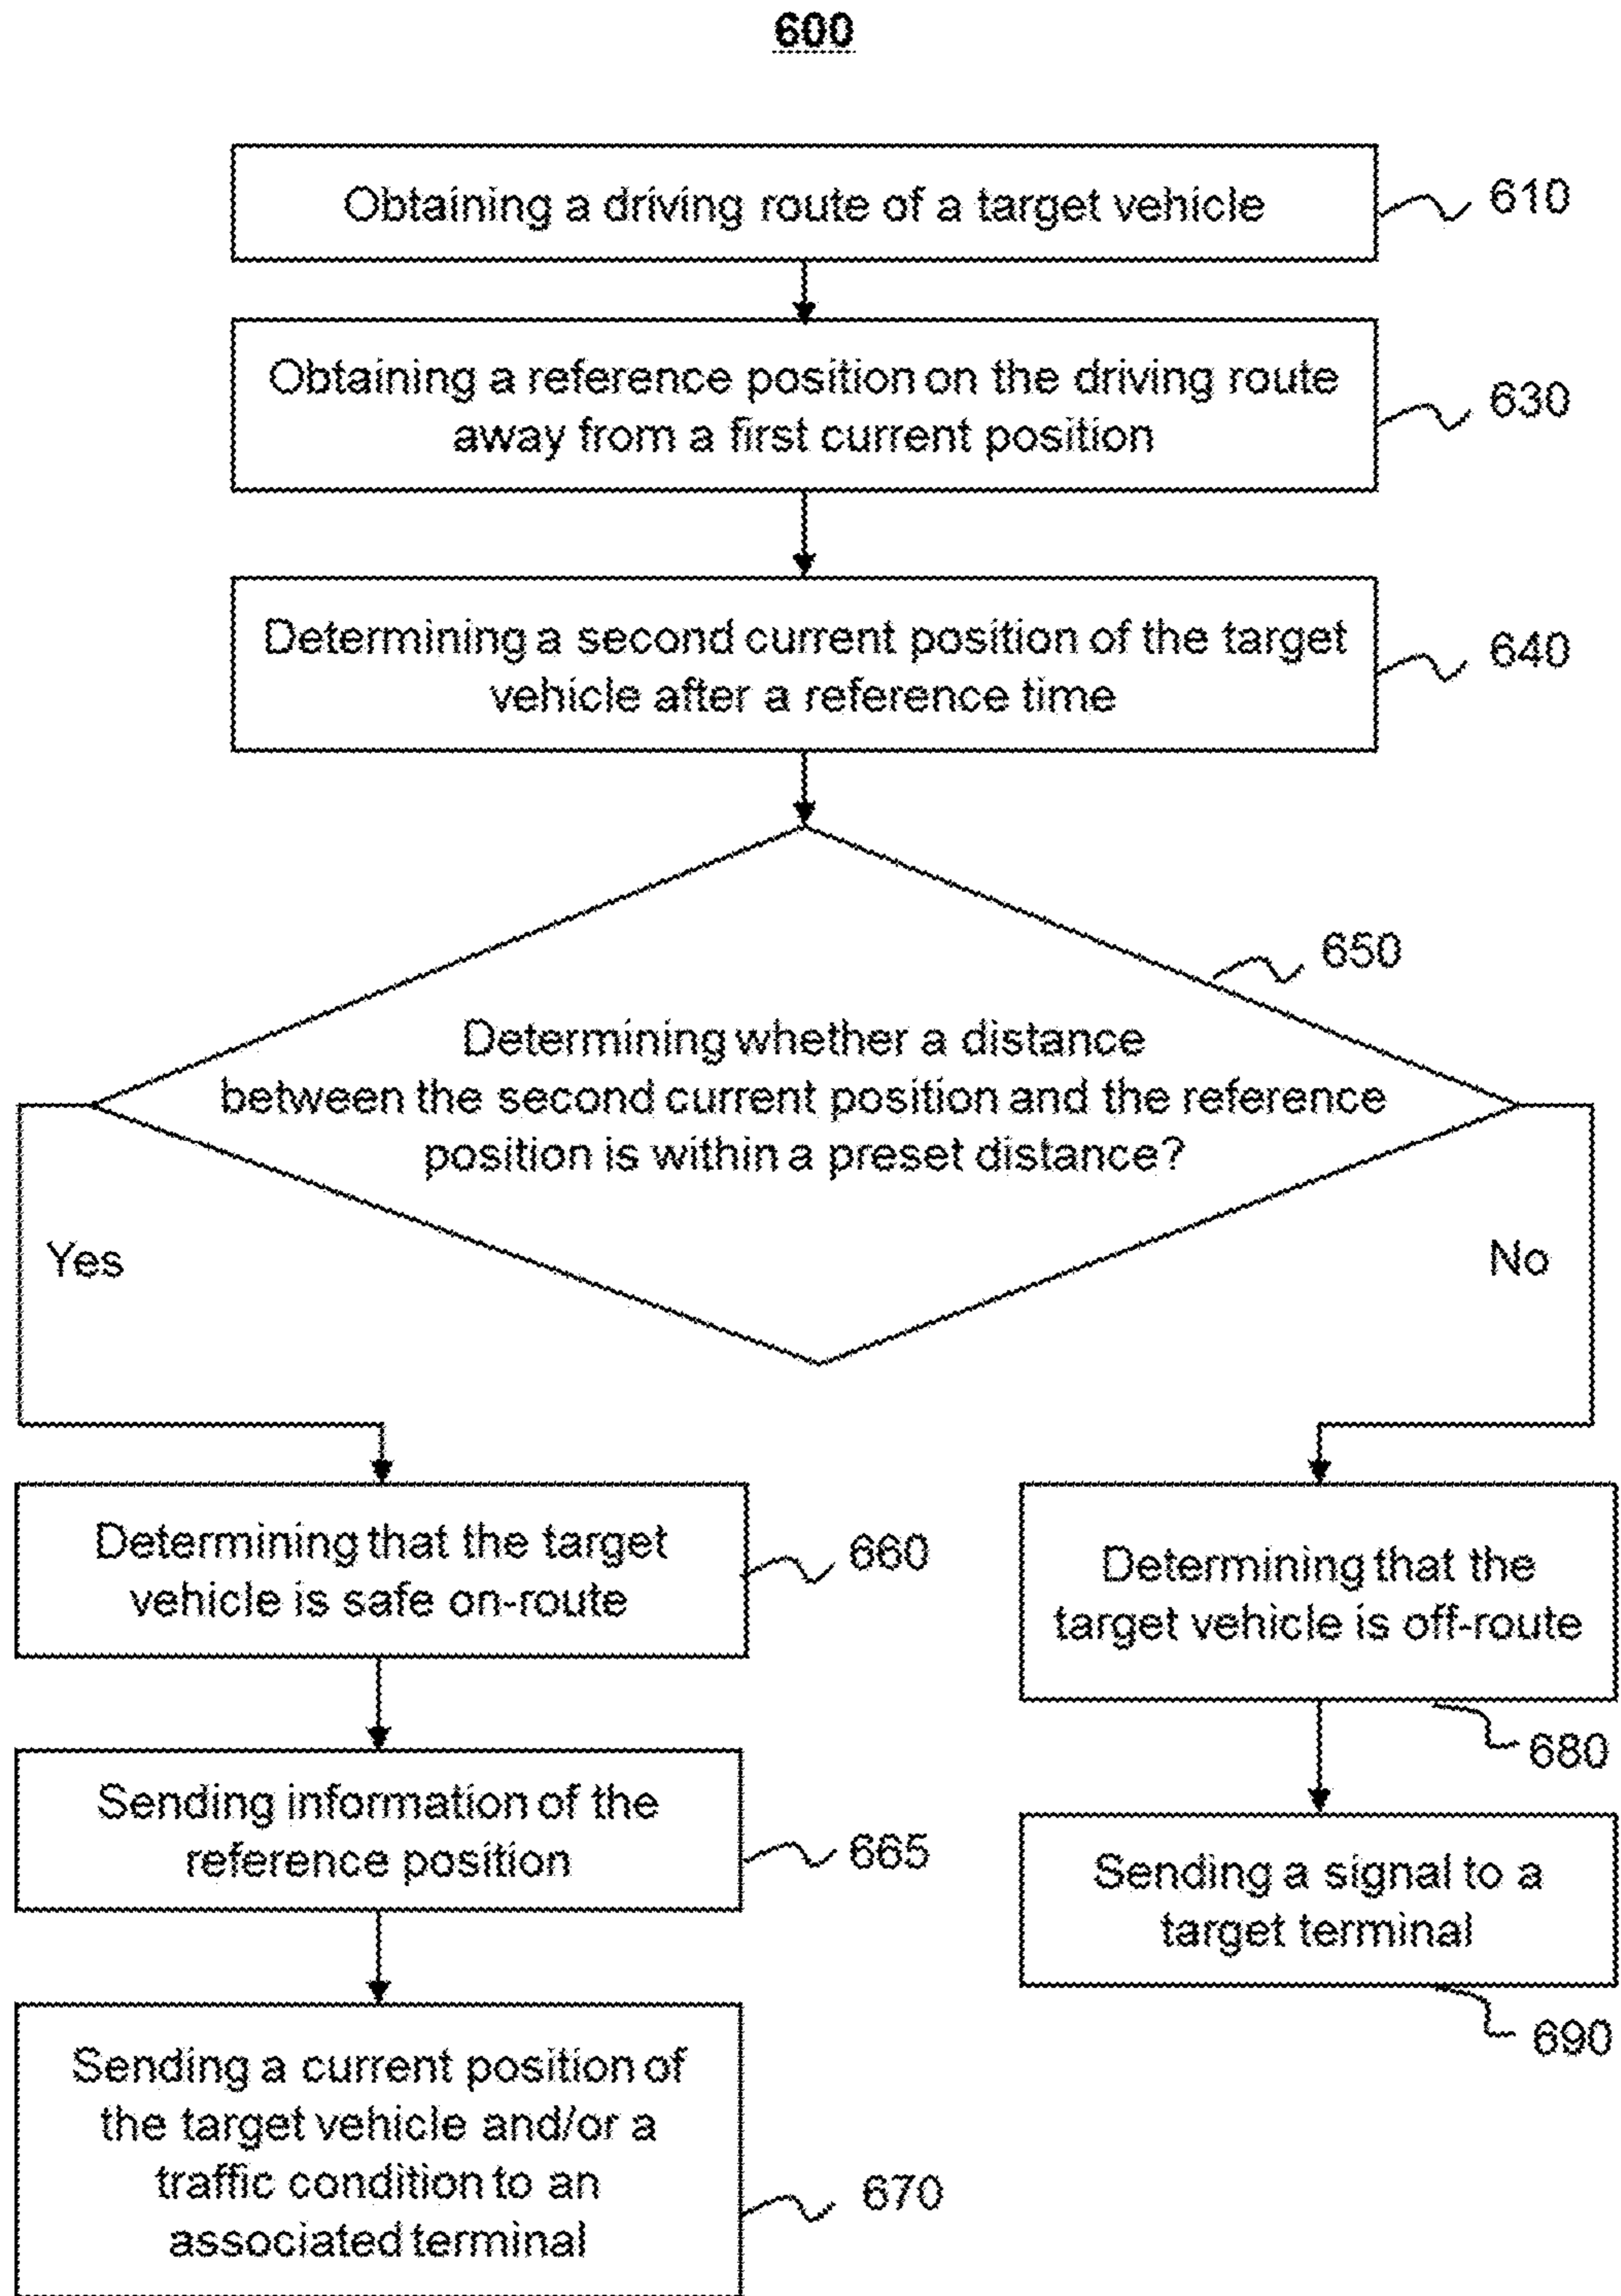 600
Obtaining a driving route of a target vehicle
610
Obtaining a reference position on the driving route
away from a first current position
630
Determining a second current position of the target
vehicle after a reference time
640
650
Determining whether a distance
between the second current position and the reference
position is within a preset distance?
Yes
No
Determining that the target
vehicle is safe on-route
660
Determining that the
target vehicle is off-route
680
Sending information of the
reference position
665
Sending a signal to a
target terminal
690
Sending a current position of
the target vehicle and/or a
traffic condition to an
associated terminal
670